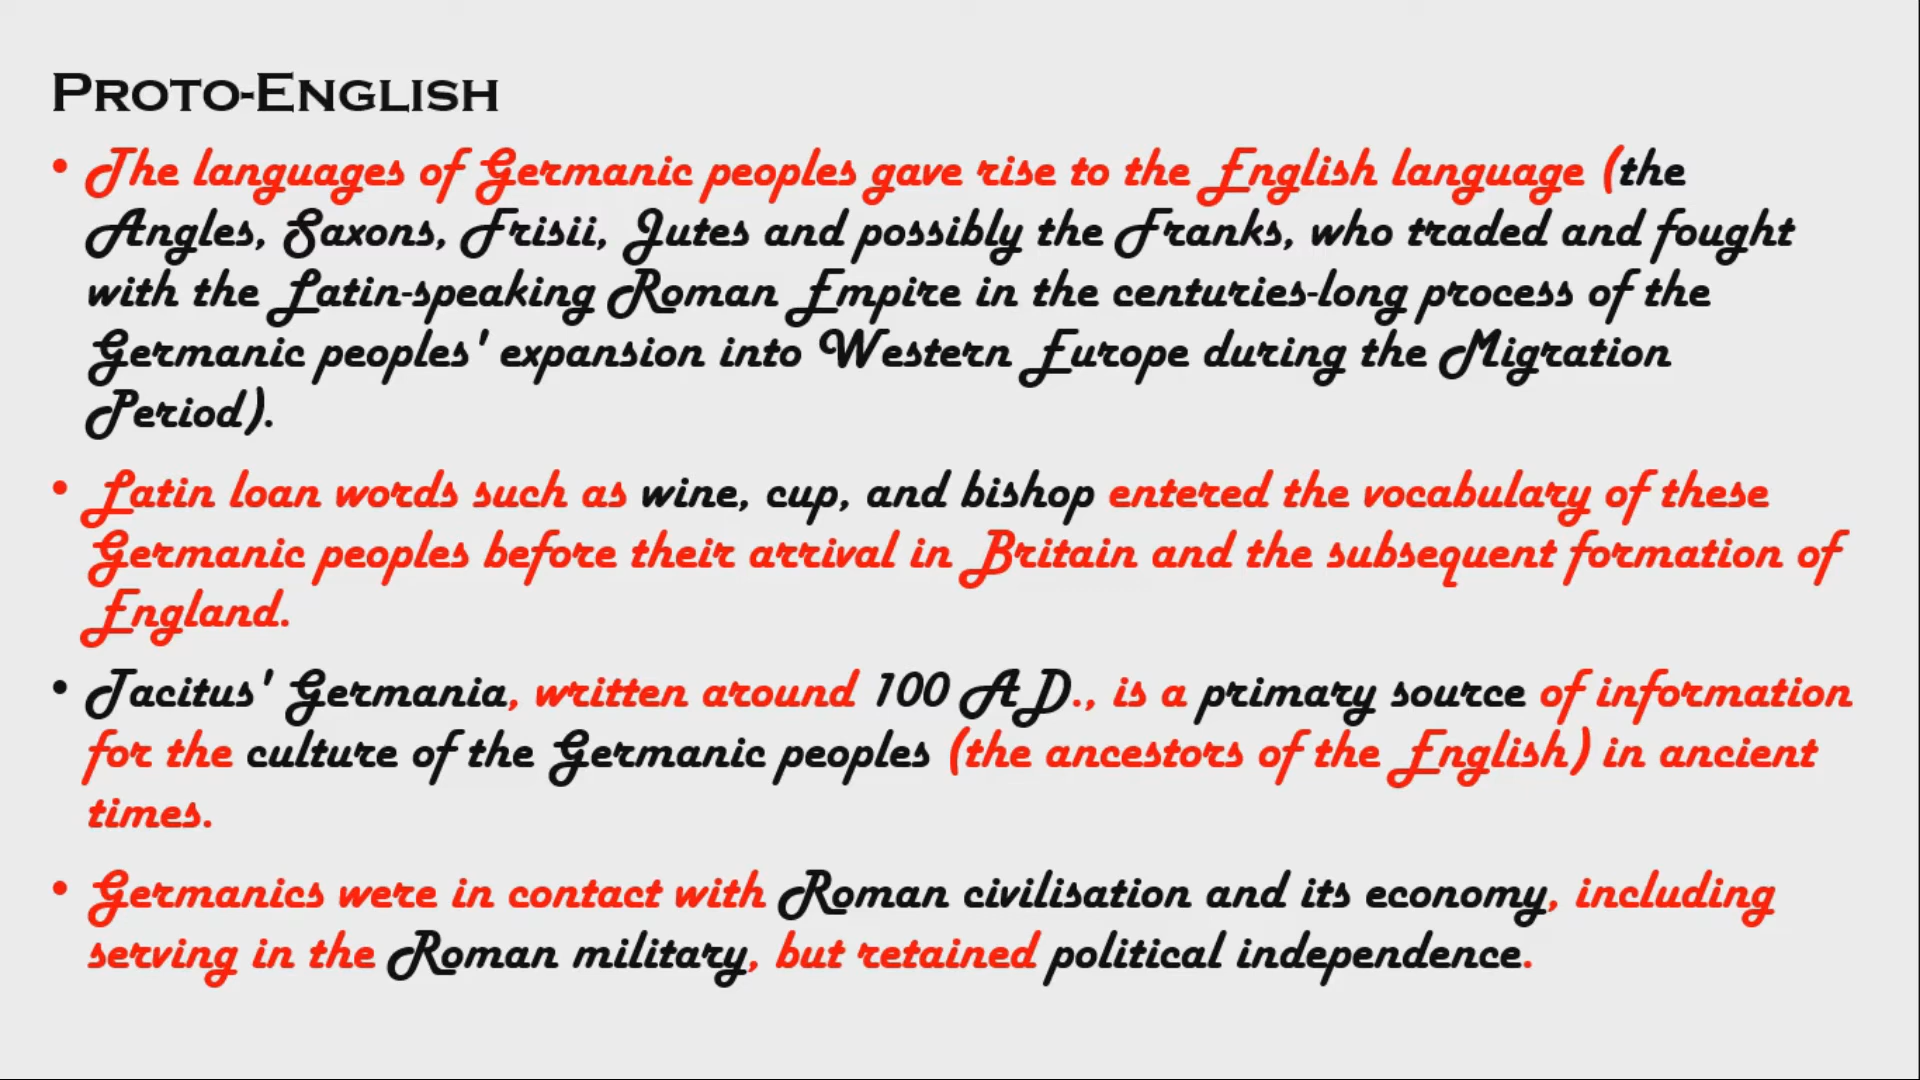 Proto-English
• The languages of Germanic peoples gave rise to the English language (the
Angles, Saxons, Frisii, Jutes and possibly the Franks, who traded and fought
with the Latin-speaking Roman Empire in the centuries-long process of the
Germanic peoples' expansion into Western Europe during the Migration
Period).
• Latin loan words such as wine, cup, and bishop entered the vocabulary of these
Germanic peoples before their arrival in Britain and the subsequent formation of
England.
• Tacitus' Germania, written around 100 AD., is a primary source of information
for the culture of the Germanic peoples (the ancestors of the English) in ancient
times.
• Germanics were in contact with Roman civilisation and its economy, including
serving in the Roman military, but retained political independence.